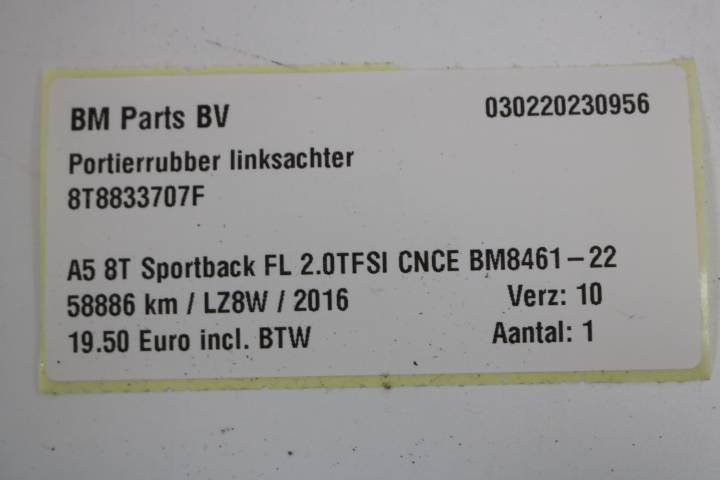 BM Parts BV 030220230956
Portierrubber linksachter
8T8833707F
A5 8T Sportback FL 2.0TFSI CNCE BM8461-22
58886 km / LZ8W / 2016 Verz: 10
19.50 Euro incl. BTW Aantal: 1